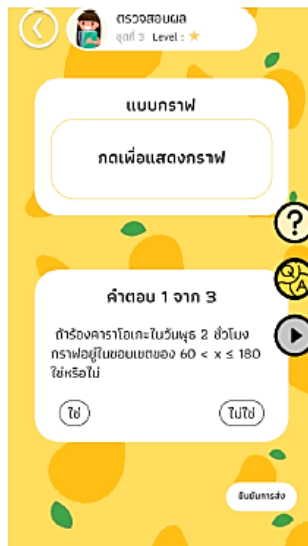 ตรวจสอบผล
ชุดที่ 3 Level : ★
แบบกราฟ
กดเพื่อแสดงกราฟ
?
Q
A
คำตอบ 1 จาก 3
ถ้าร้องคาราโอเกะในวันพุธ 2 ชั่วโมง
กราฟอยู่ในขอบเขตของ 60 < x ≤ 180
ใช่หรือไม่
ใช่
ไม่ใช่
ยืนยันการส่ง